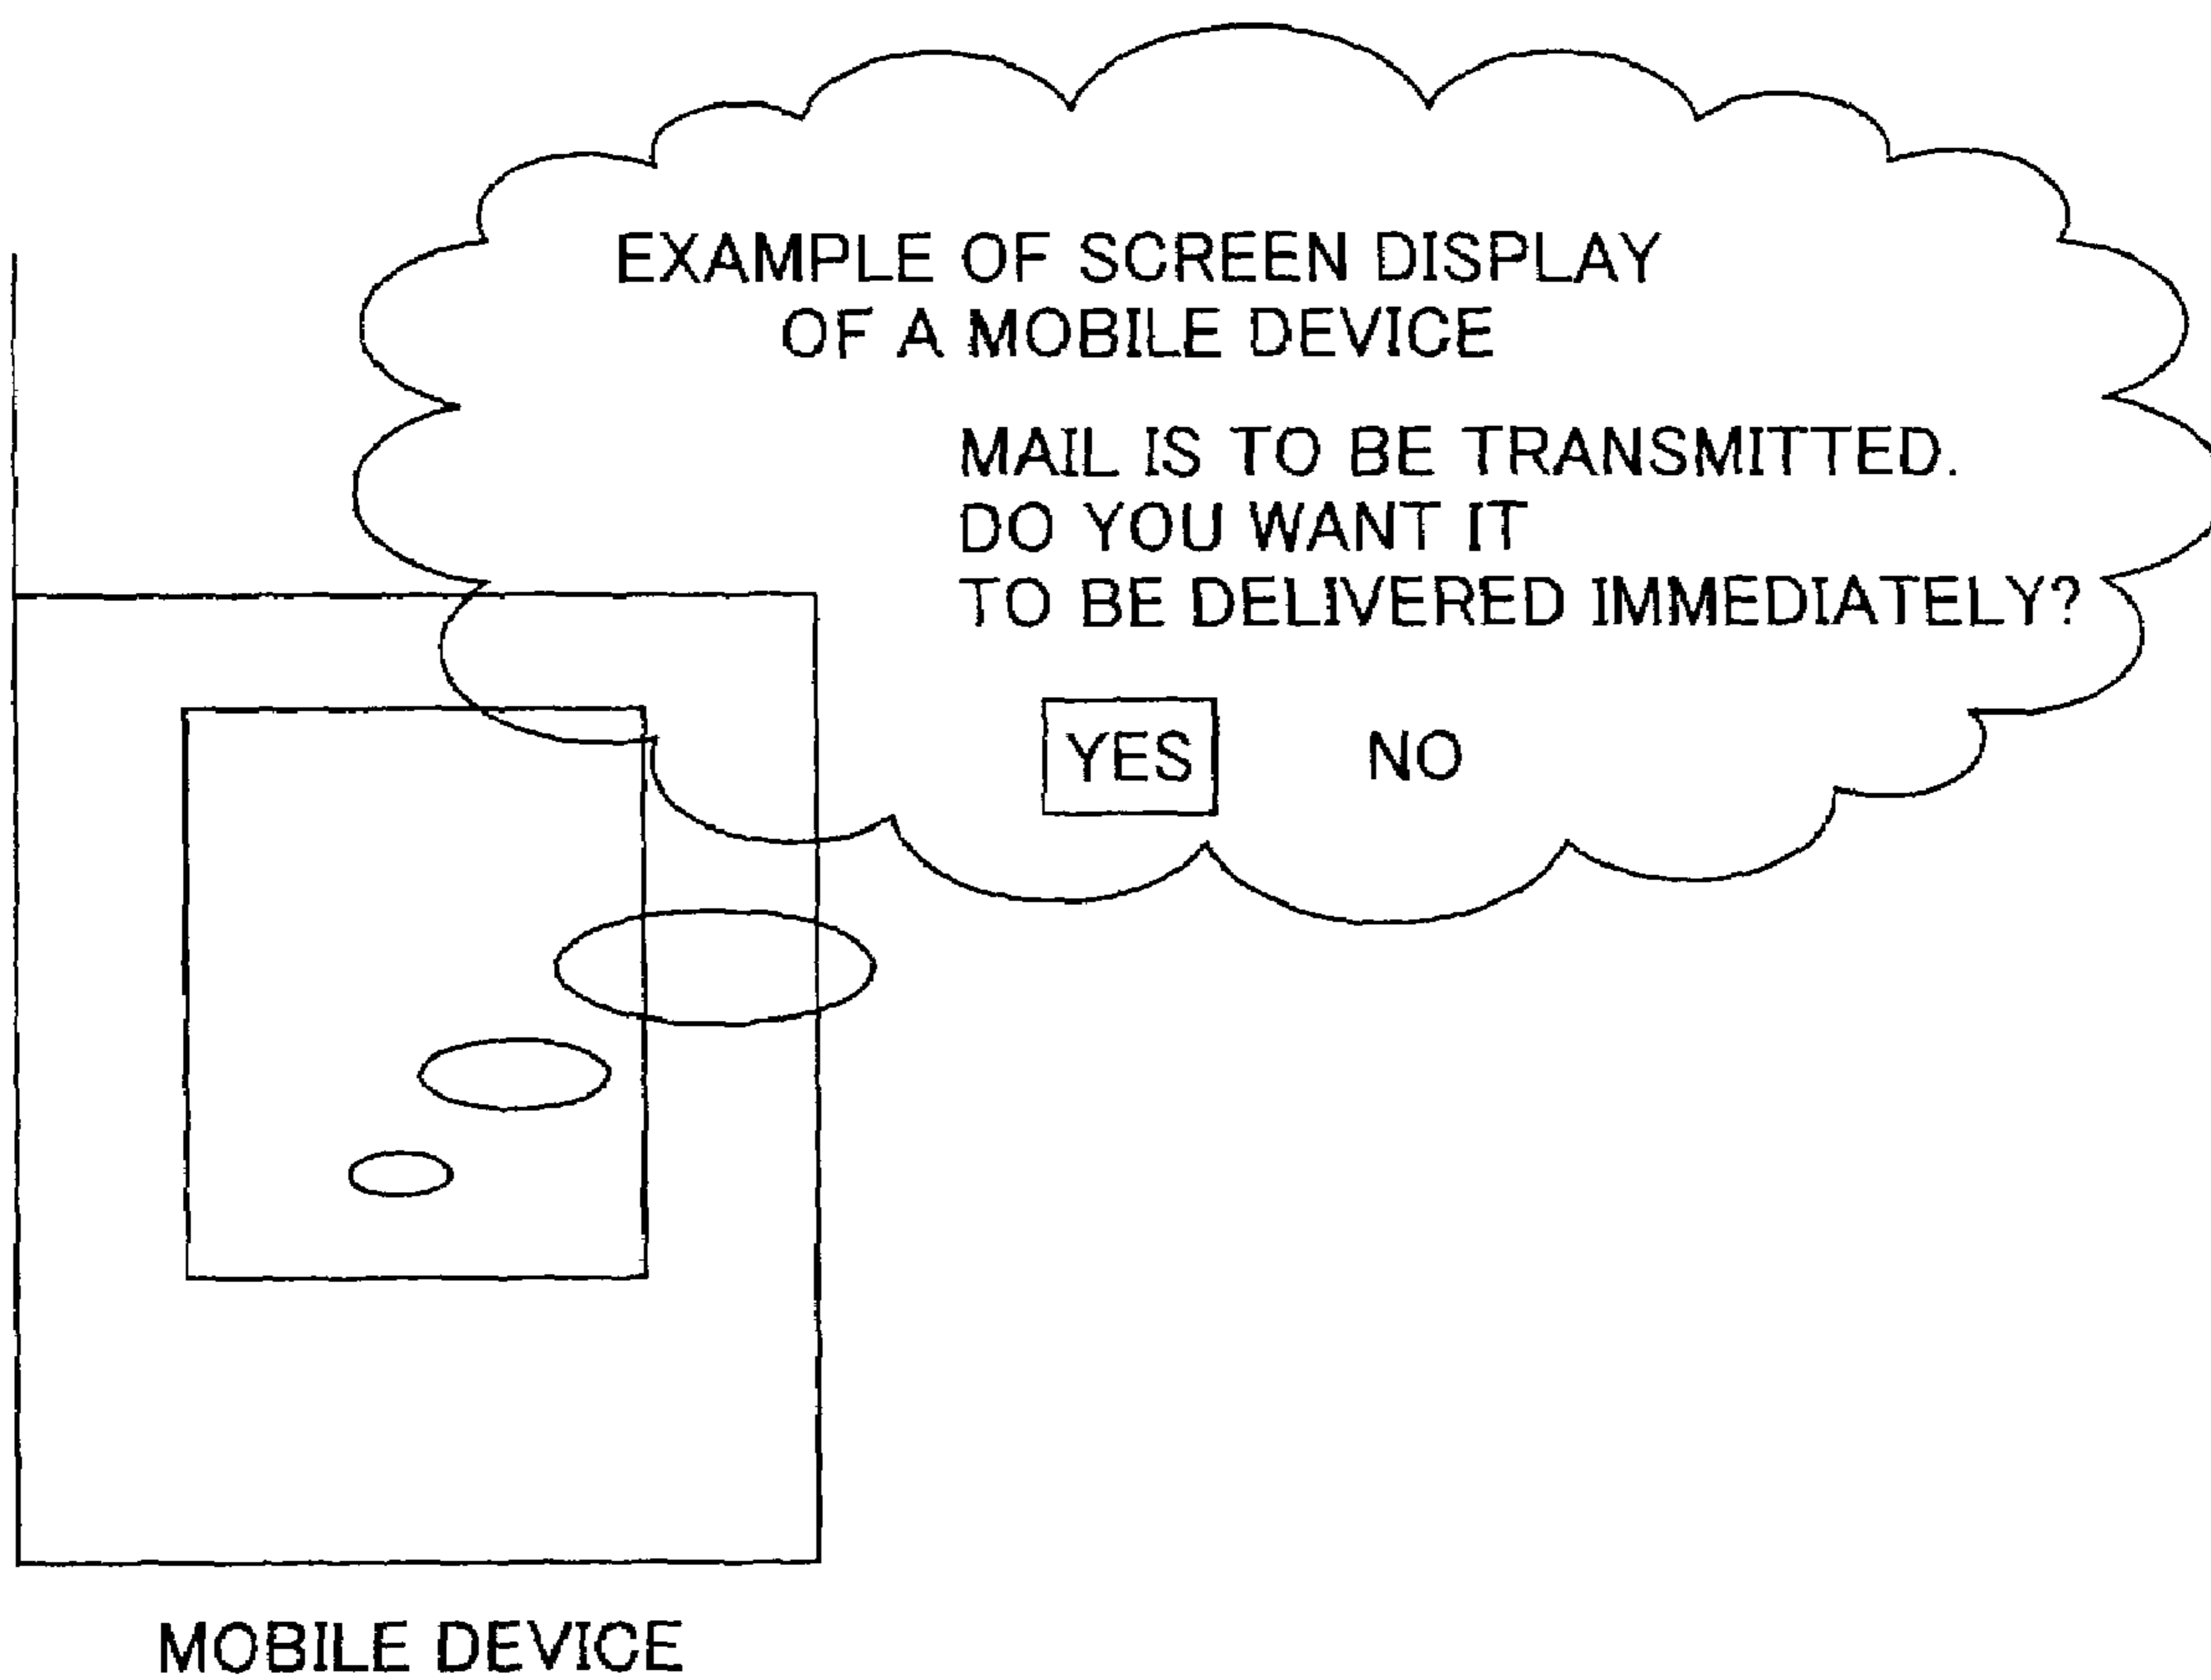 EXAMPLE OF SCREEN DISPLAY
OF A MOBILE DEVICE
MAIL IS TO BE TRANSMITTED.
DO YOU WANT IT
TO BE DELIVERED IMMEDIATELY?
YES NO
MOBILE DEVICE